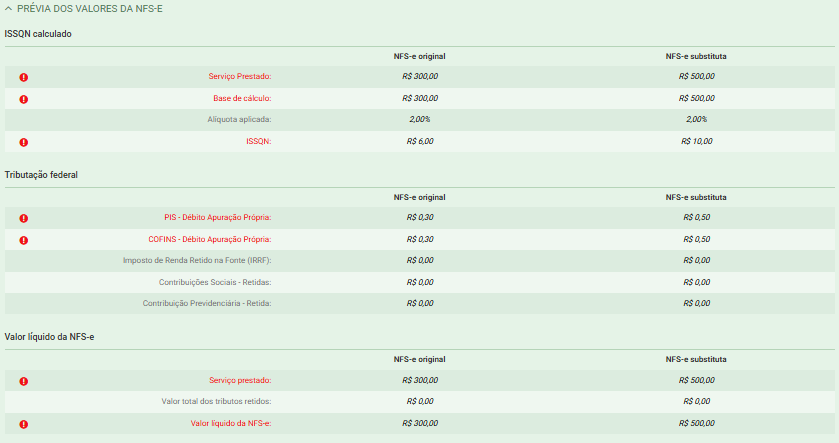 PRÉVIA DOS VALORES DA NFS-E
ISSQN calculado
NFS-e original NFS-e substituta
Serviço Prestado: R$ 300,00 R$ 500,00
Base de cálculo: R$ 300,00 R$ 500,00
Alíquota aplicada: 2,00% 2,00%
ISSQN: R$ 6,00 R$ 10,00
Tributação federal
NFS-e original NFS-e substituta
PIS - Débito Apuração Própria: R$ 0,30 R$ 0,50
COFINS - Débito Apuração Própria: R$ 0,30 R$ 0,50
Imposto de Renda Retido na Fonte (IRRF): R$ 0,00 R$ 0,00
Contribuições Sociais - Retidas: R$ 0,00 R$ 0,00
Contribuição Previdenciária - Retida: R$ 0,00 R$ 0,00
Valor líquido da NFS-e
NFS-e original NFS-e substituta
Serviço prestado: R$ 300,00 R$ 500,00
Valor total dos tributos retidos: R$ 0,00 R$ 0,00
Valor líquido da NFS-e: R$ 300,00 R$ 500,00